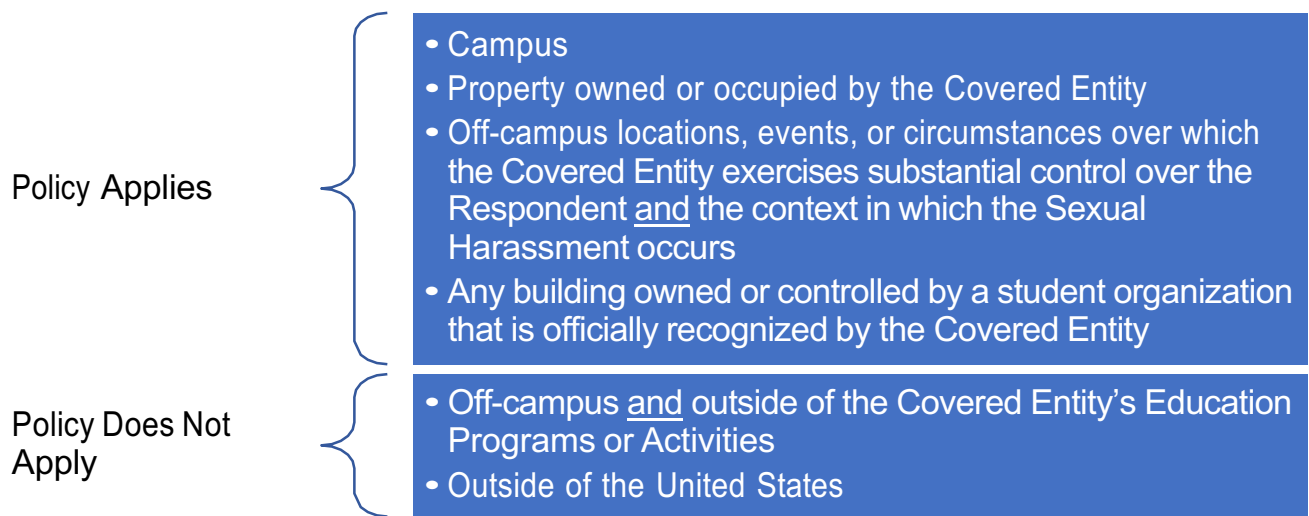 Policy Applies
• Campus
• Property owned or occupied by the Covered Entity
• Off-campus locations, events, or circumstances over which
the Covered Entity exercises substantial control over the
Respondent and the context in which the Sexual
Harassment occurs
• Any building owned or controlled by a student organization
that is officially recognized by the Covered Entity
Policy Does Not
Apply
• Off-campus and outside of the Covered Entity’s Education
Programs or Activities
• Outside of the United States